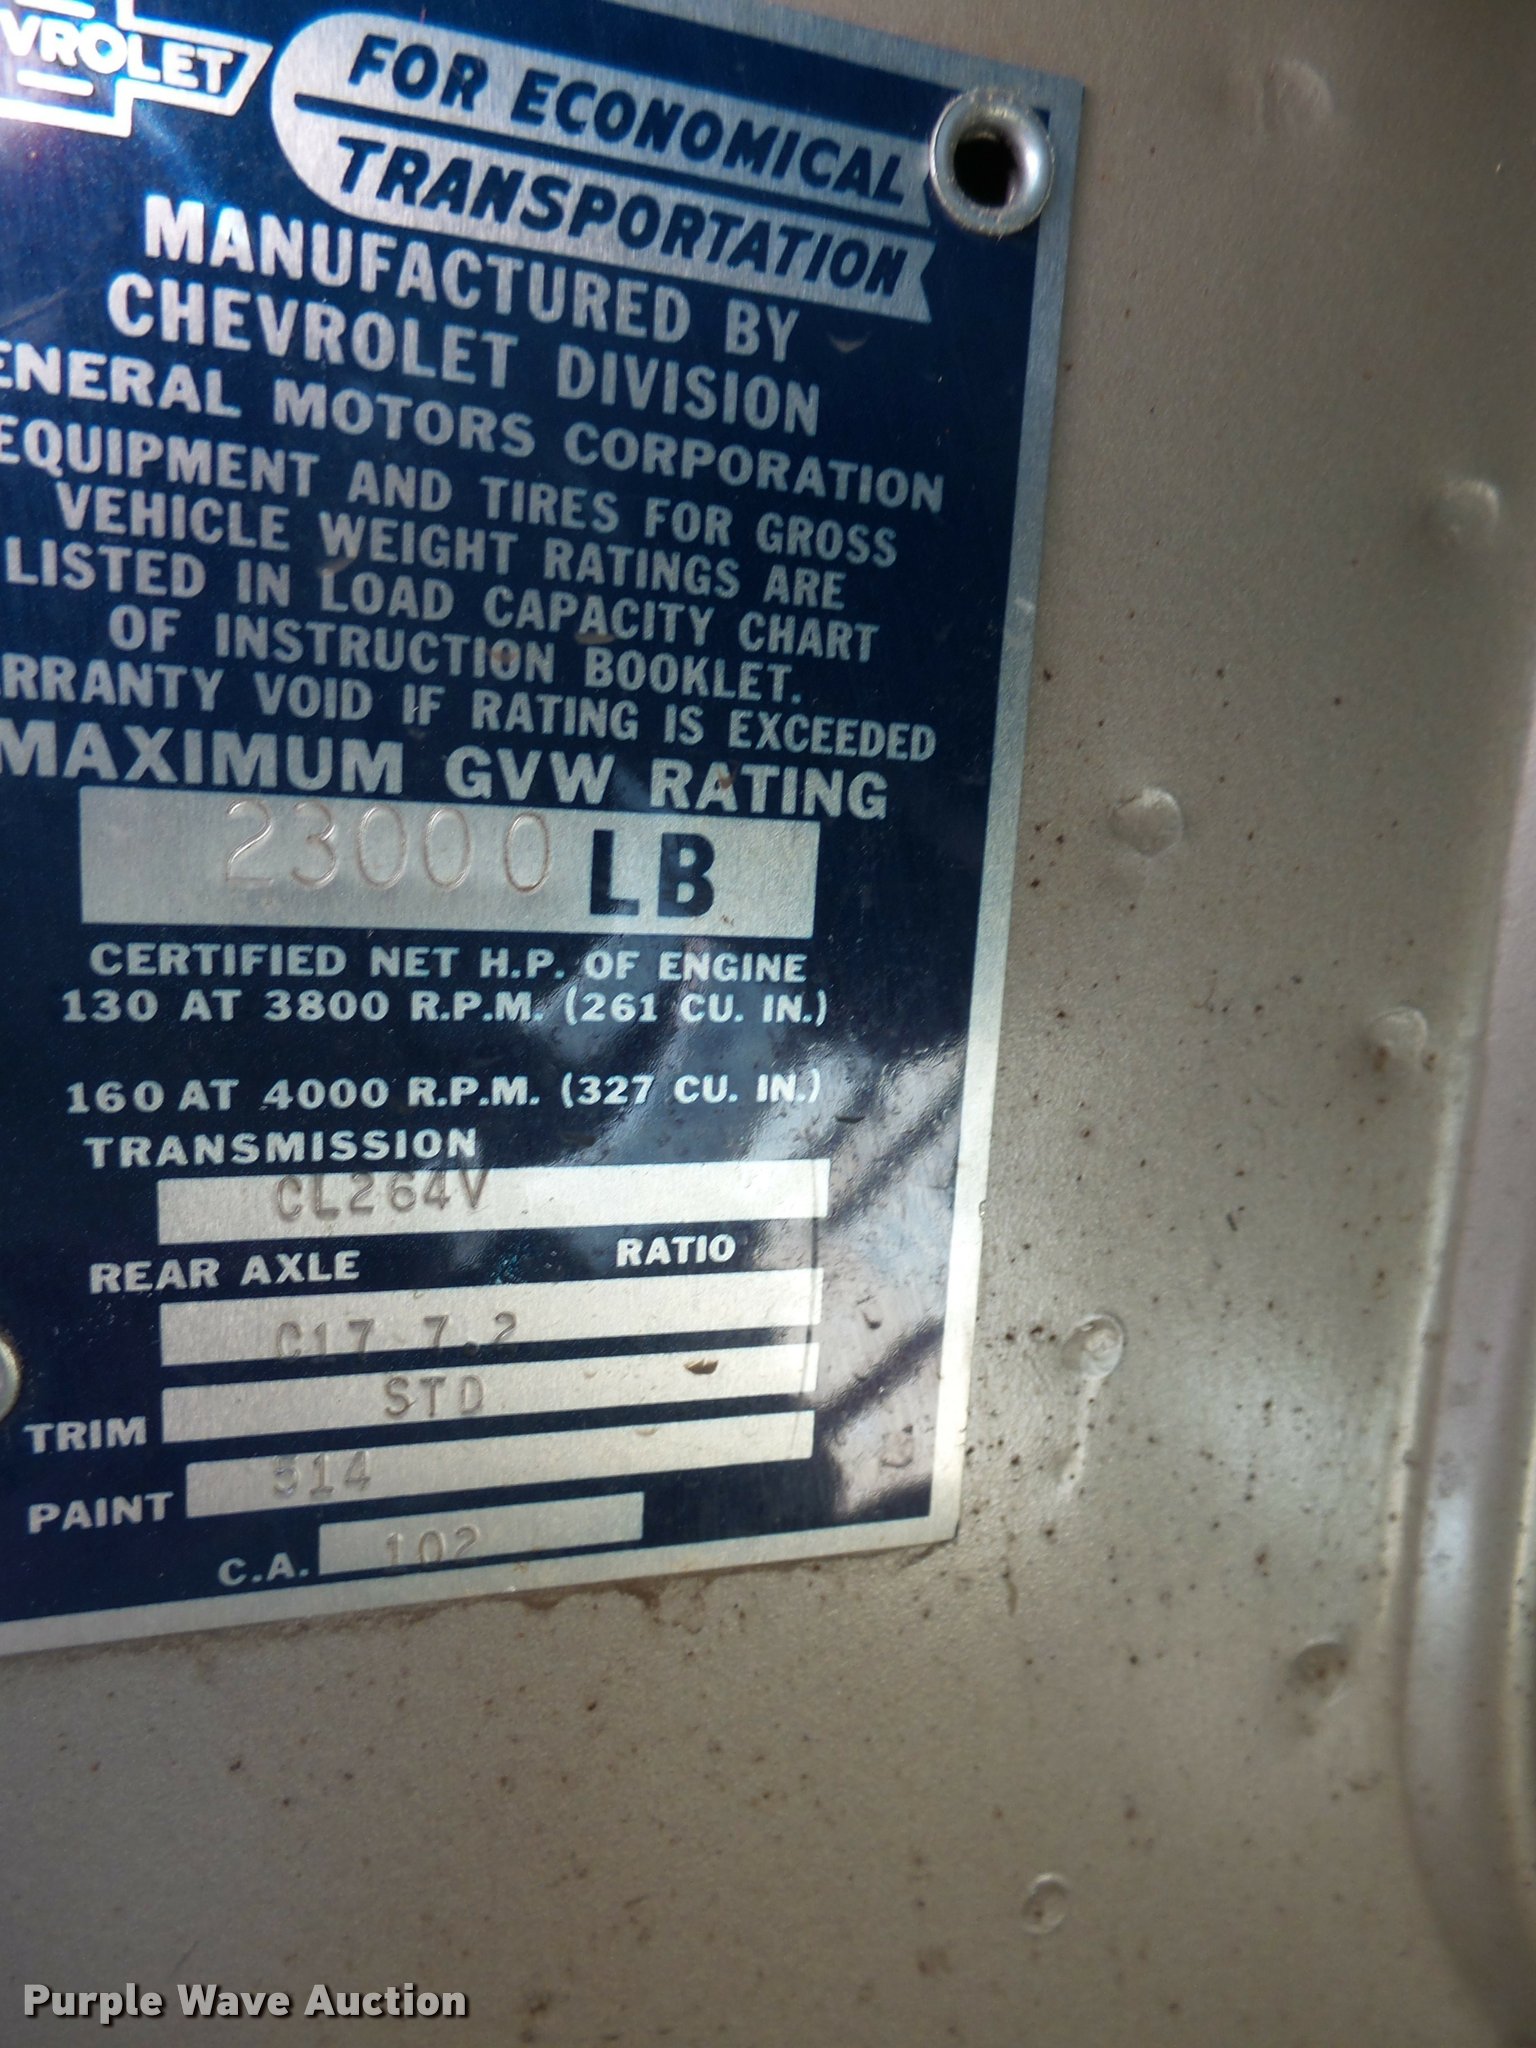 VROLET
FOR ECONOMICAL
TRANSPORTATION
MANUFACTURED BY
CHEVROLET DIVISION
ENERAL MOTORS CORPORATION
EQUIPMENT AND TIRES FOR GROSS
VEHICLE WEIGHT RATINGS ARE
LISTED IN LOAD CAPACITY CHART
OF INSTRUCTION BOOKLET.
RRANTY VOID IF RATING IS EXCEEDED
MAXIMUM GVW RATING
23000 LB
CERTIFIED NET H.P. OF ENGINE
130 AT 3800 R.P.M. (261 CU. IN.)
160 AT 4000 R.P.M. (327 CU. IN.)
TRANSMISSION
CL264V
REAR AXLE RATIO
C17 7.2
STD
TRIM
514
PAINT
C.A. 102
Purple Wave Auction